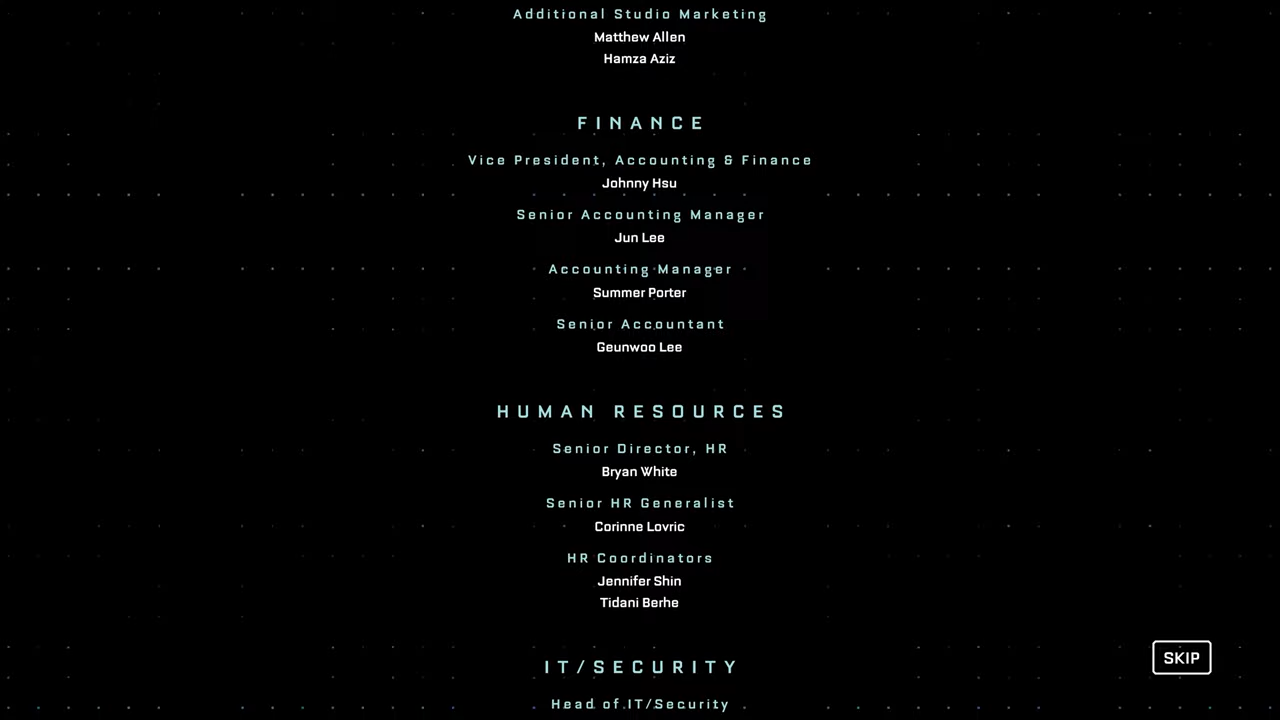 Additional Studio Marketing
Matthew Allen
Hamza Aziz
FINANCE
Vice President, Accounting & Finance
Johnny Hsu
Senior Accounting Manager
Jun Lee
Accounting Manager
Summer Porter
Senior Accountant
Geunwoo Lee
HUMAN RESOURCES
Senior Director, HR
Bryan White
Senior HR Generalist
Corinne Lovric
HR Coordinators
Jennifer Shin
Tidani Berhe
SKIP
IT/SECURITY
Head of IT/Security